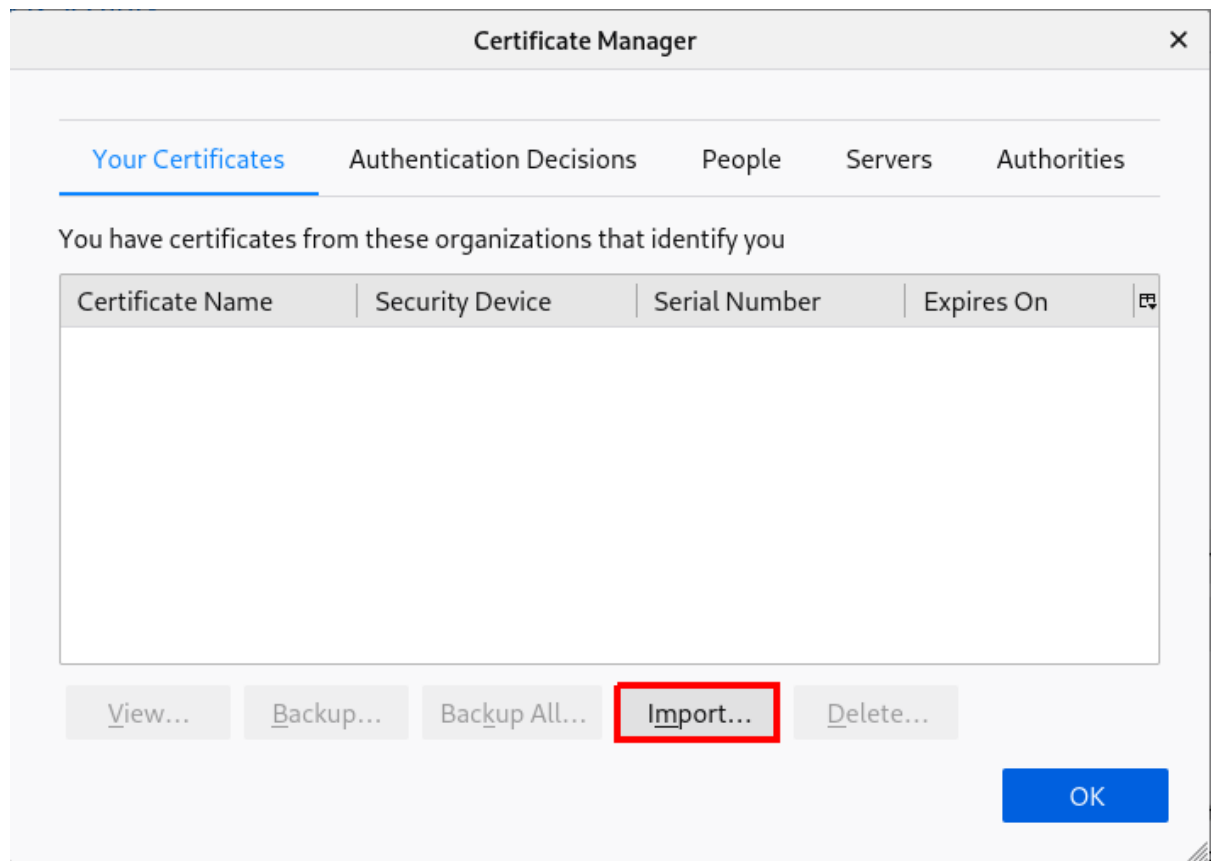 Certificate Manager
Your Certificates Authentication Decisions People Servers Authorities
You have certificates from these organizations that identify you
Certificate Name Security Device Serial Number Expires On
View... Backup... Backup All... Import... Delete...
OK